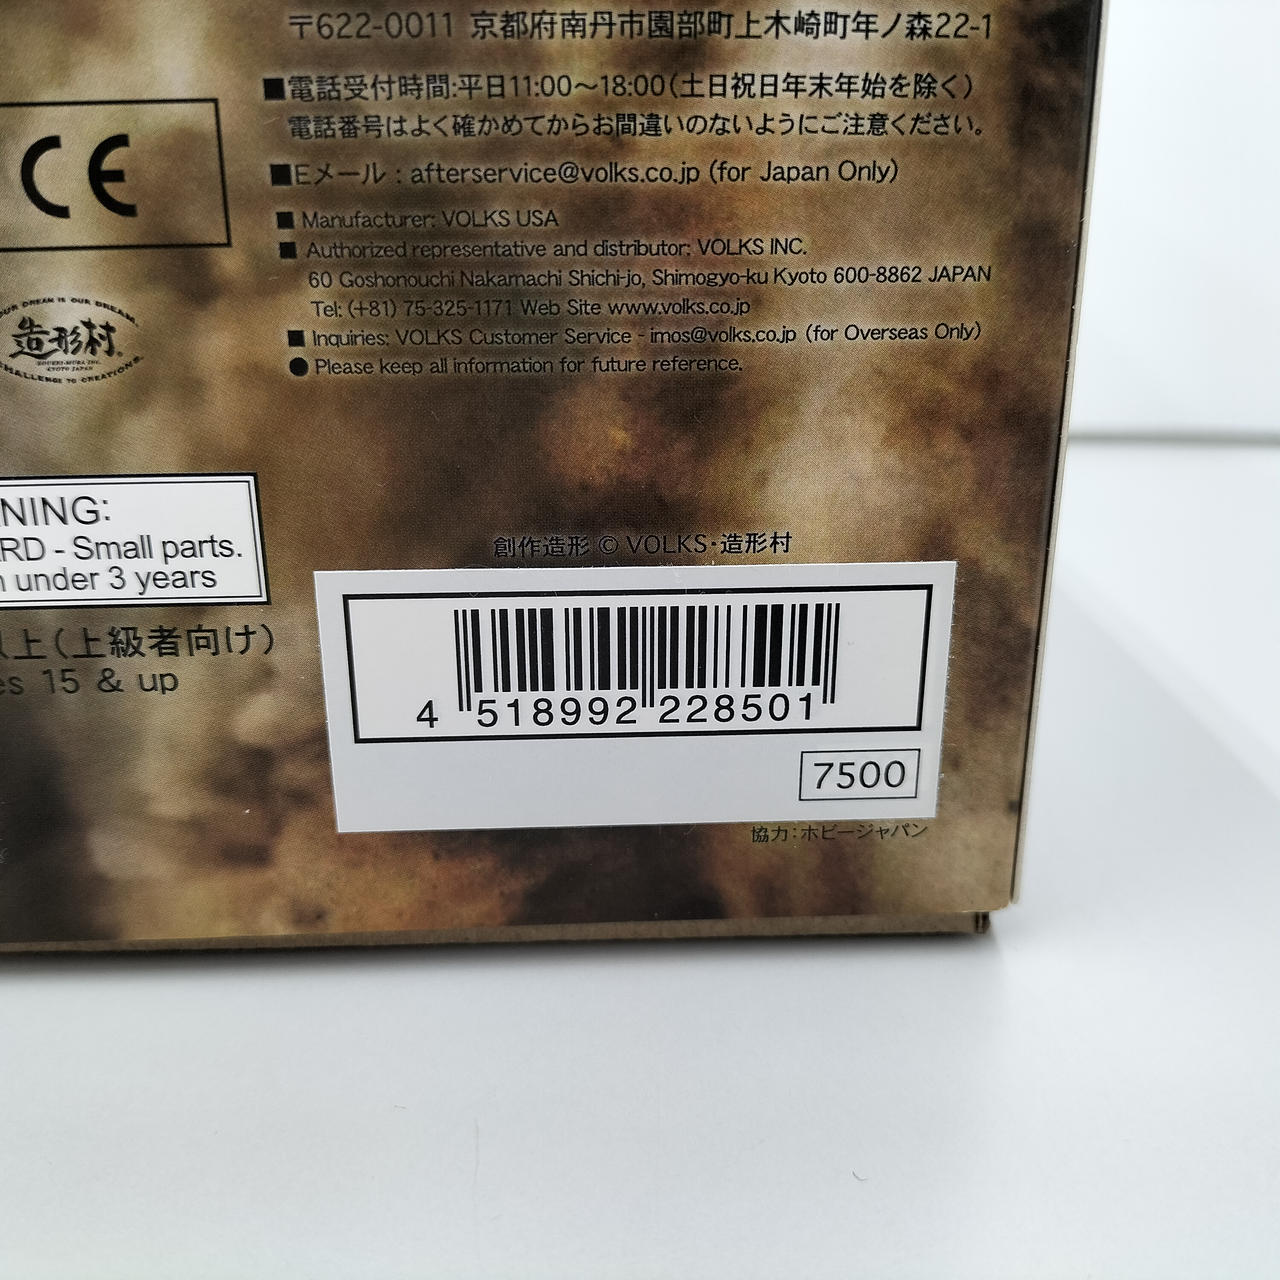 〒622-0011 京都府南丹市園部町上木崎町年ノ森22-1
■電話受付時間:平日11:00〜18:00(土日祝日年末年始を除く)
電話番号はよく確かめてからお間違いのないようにご注意ください。
■Eメール : afterservice@volks.co.jp (for Japan Only)
■ Manufacturer: VOLKS USA
■ Authorized representative and distributor: VOLKS INC.
60 Goshonouchi Nakamachi Shichi-jo, Shimogyo-ku Kyoto 600-8862 JAPAN
Tel: (+81) 75-325-1171 Web Site www.volks.co.jp
■ Inquiries: VOLKS Customer Service - imos@volks.co.jp (for Overseas Only)
● Please keep all information for future reference.
CE
OUR DREAM IS OUR DREAM.
造形村
CHALLENGE TO CREATIONS.
NING:
RD - Small parts.
under 3 years
上(上級者向け)
15 & up
創作造形 © VOLKS・造形村
4 518992 228501
7500
協力:ホビージャパン